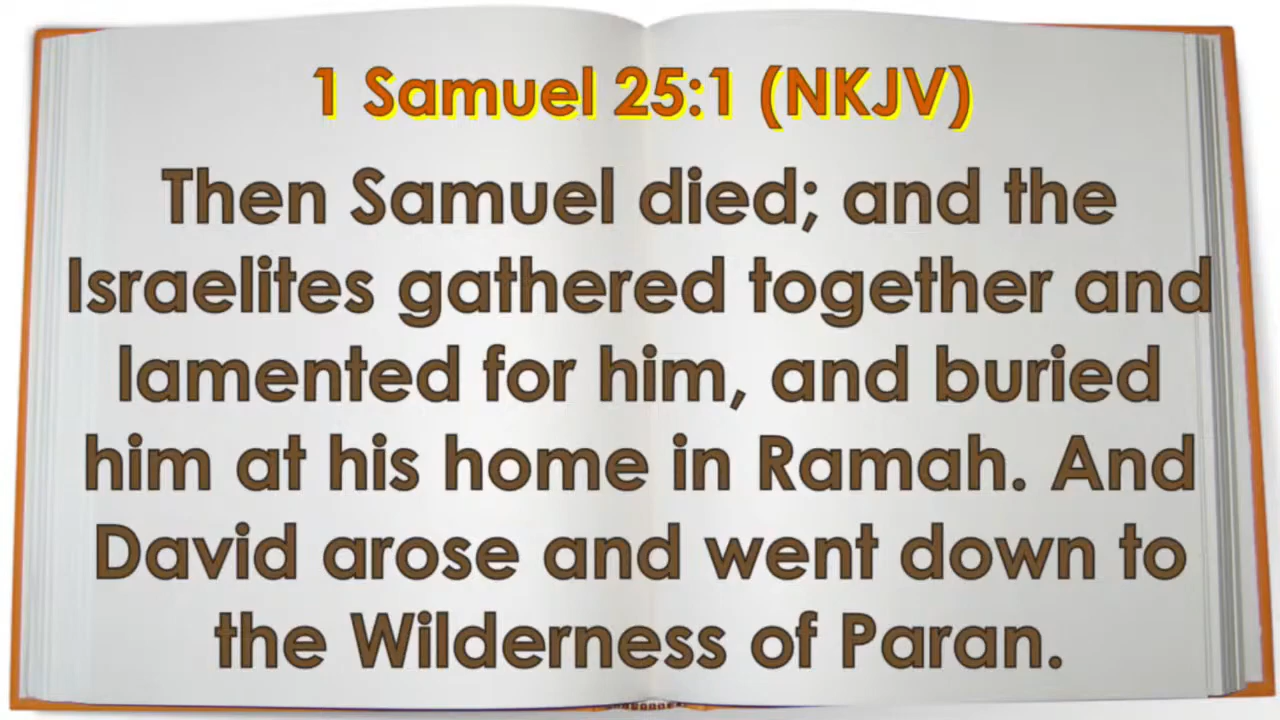 1 Samuel 25:1 (NKJV)
Then Samuel died; and the
Israelites gathered together and
lamented for him, and buried
him at his home in Ramah. And
David arose and went down to
the Wilderness of Paran.